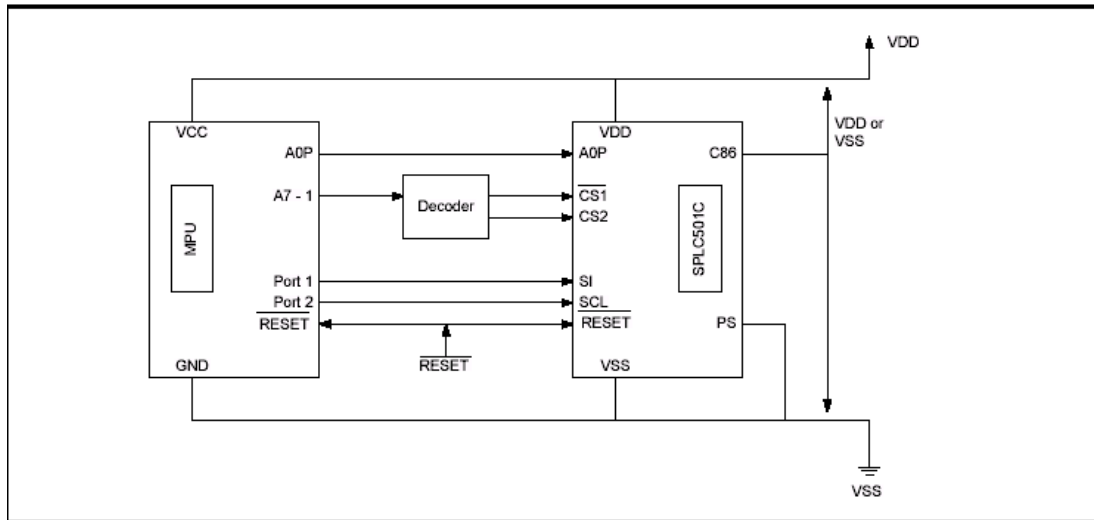 VDD
VCC
VDD
VDD or
VSS
A0P
A0P
C86
A7 - 1
Decoder
CS1
CS2
MPU
SPLC501C
Port 1
SI
Port 2
SCL
RESET
RESET
PS
RESET
GND
VSS
VSS